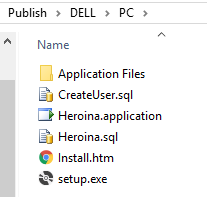 Publish > DELL > PC >
Name
Application Files
CreateUser.sql
Heroina.application
Heroina.sql
Install.htm
setup.exe